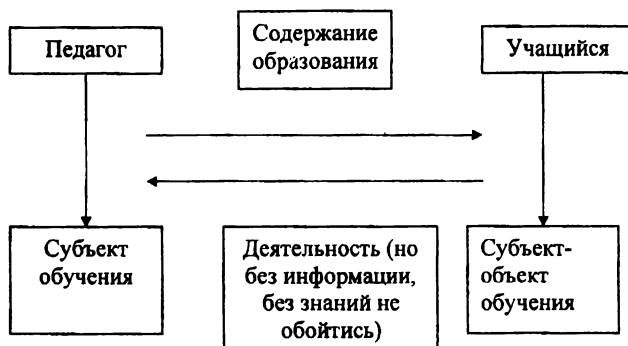 Педагог
Содержание
образования
Учащийся
Субъект
обучения
Деятельность (но
без информации,
без знаний не
обойтись)
Субъект-
объект
обучения